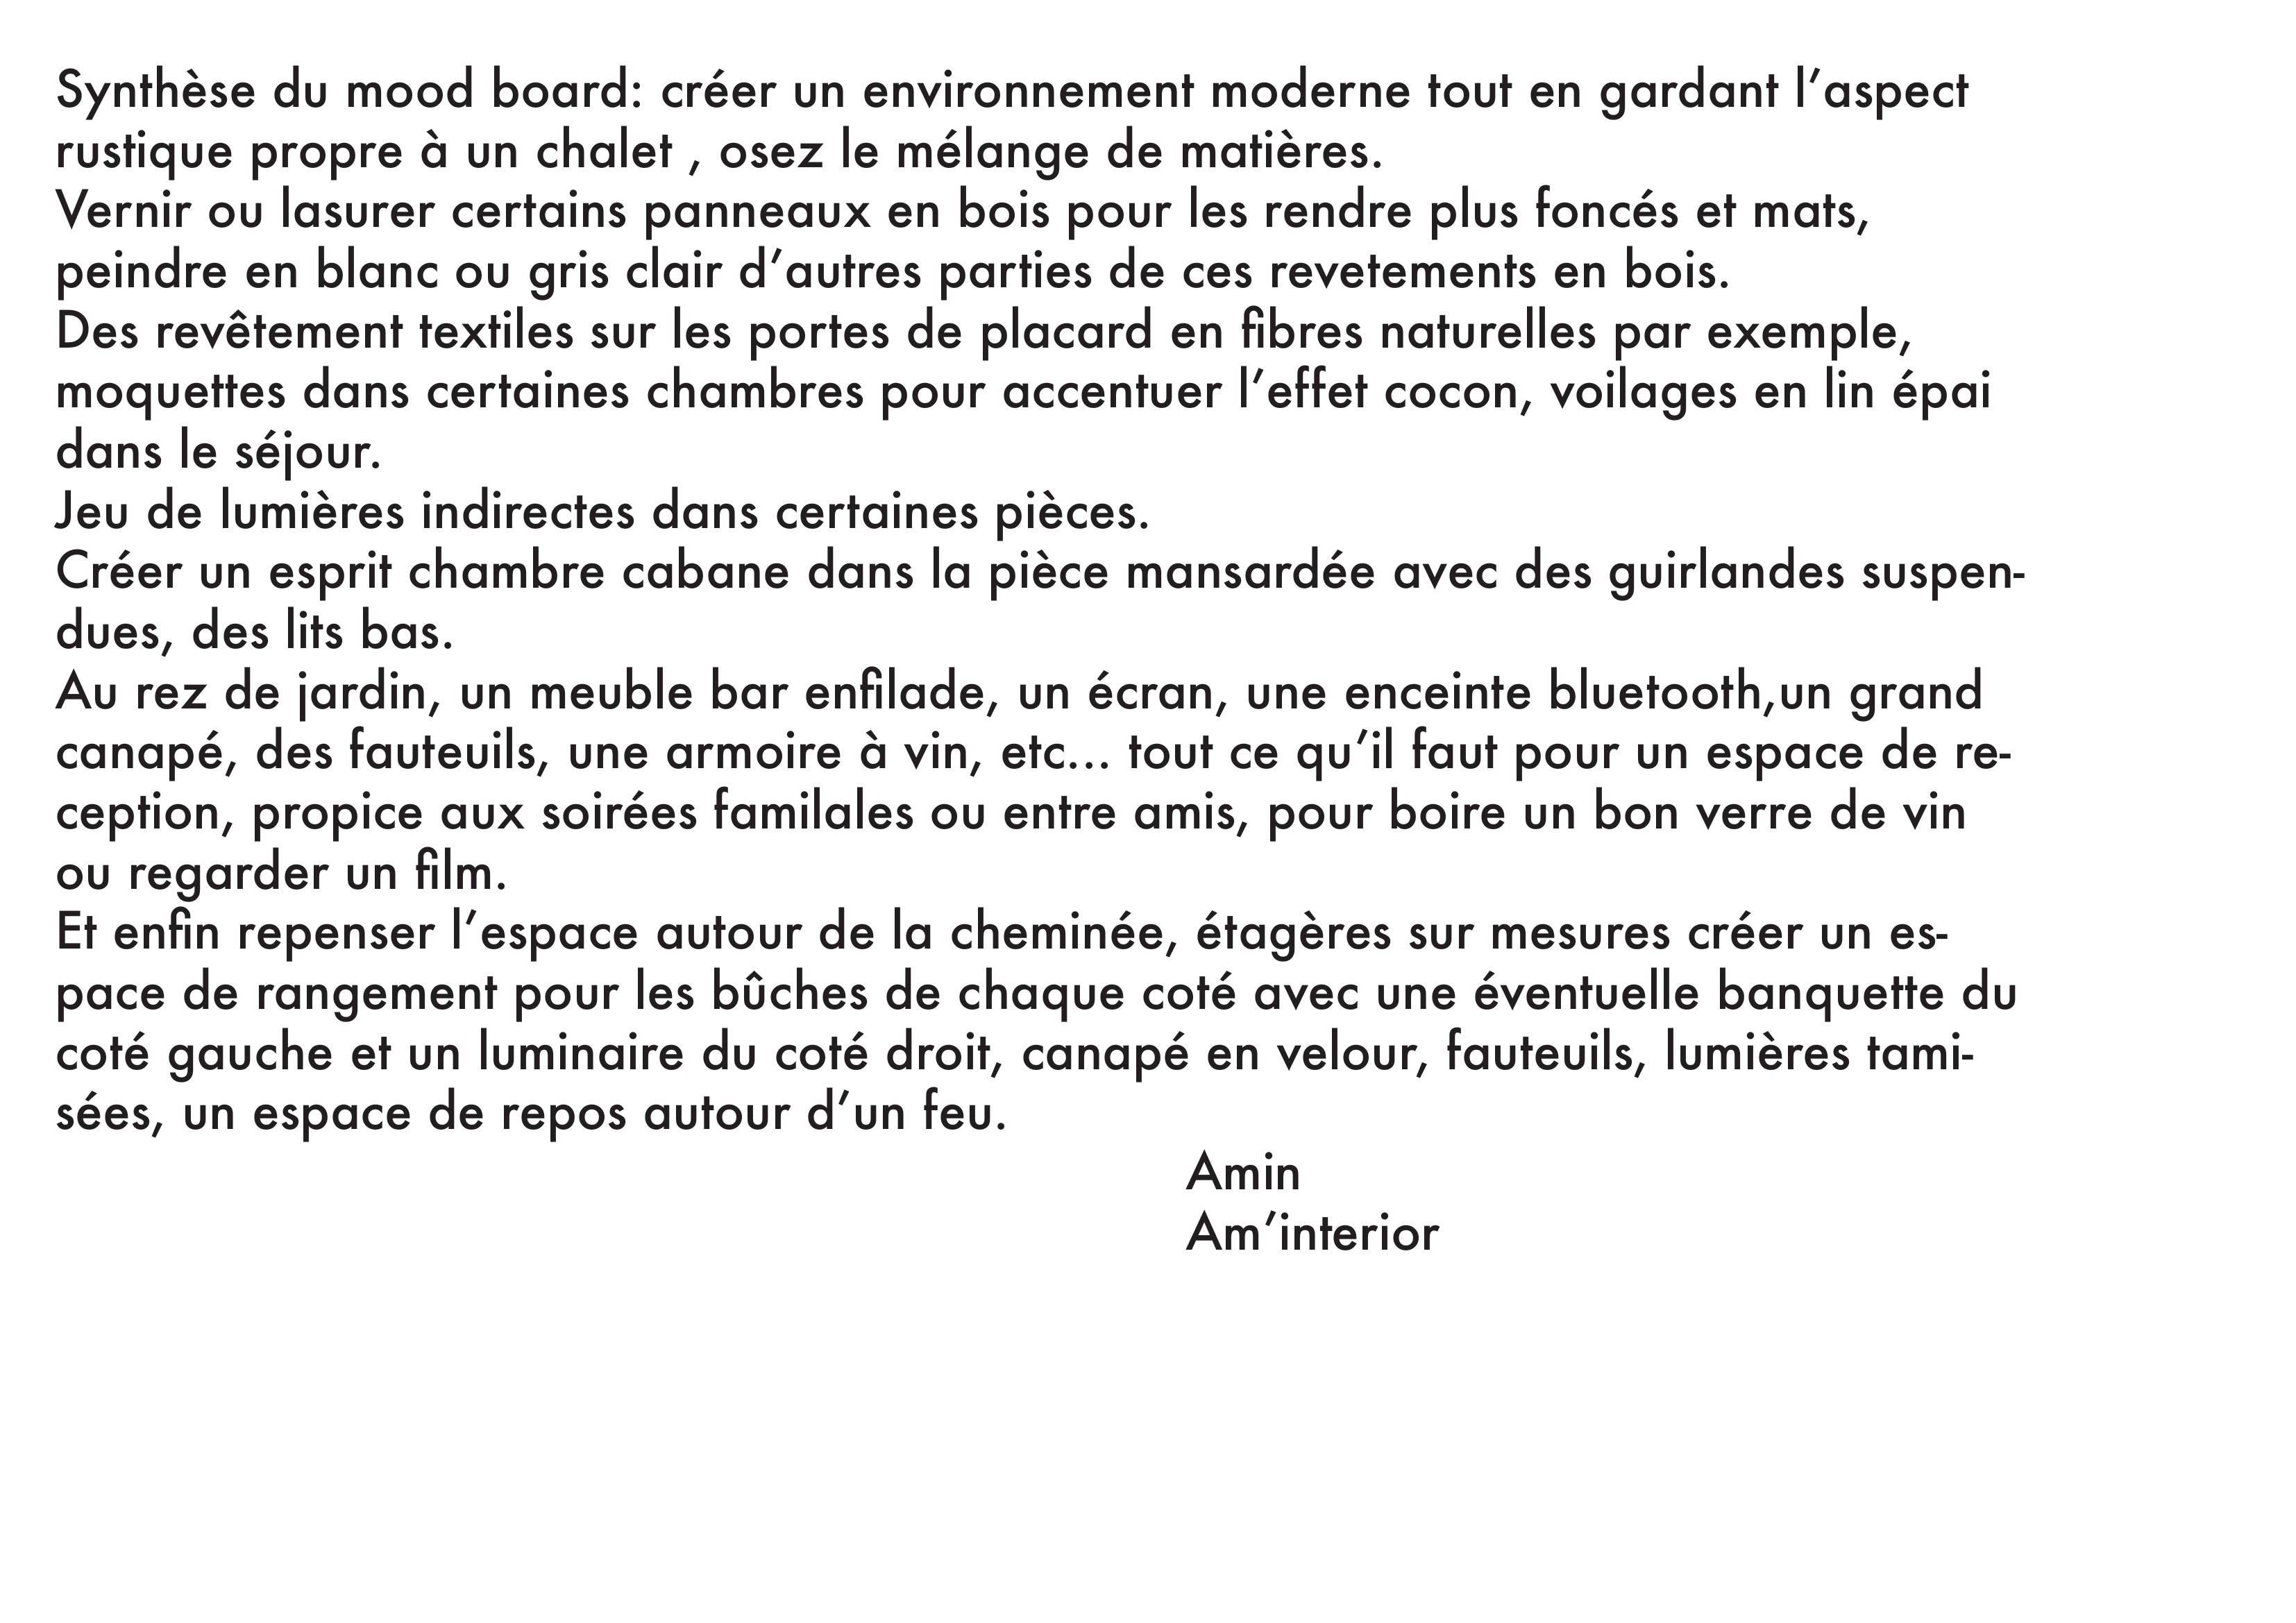 Synthèse du mood board: créer un environnement moderne tout en gardant l’aspect
rustique propre à un chalet , osez le mélange de matières.
Vernir ou lasurer certains panneaux en bois pour les rendre plus foncés et mats,
peindre en blanc ou gris clair d’autres parties de ces revetements en bois.
Des revêtement textiles sur les portes de placard en fibres naturelles par exemple,
moquettes dans certaines chambres pour accentuer l’effet cocon, voilages en lin épai
dans le séjour.
Jeu de lumières indirectes dans certaines pièces.
Créer un esprit chambre cabane dans la pièce mansardée avec des guirlandes suspen-
dues, des lits bas.
Au rez de jardin, un meuble bar enfilade, un écran, une enceinte bluetooth,un grand
canapé, des fauteuils, une armoire à vin, etc... tout ce qu’il faut pour un espace de re-
ception, propice aux soirées familales ou entre amis, pour boire un bon verre de vin
ou regarder un film.
Et enfin repenser l’espace autour de la cheminée, étagères sur mesures créer un es-
pace de rangement pour les bûches de chaque coté avec une éventuelle banquette du
coté gauche et un luminaire du coté droit, canapé en velour, fauteuils, lumières tami-
sées, un espace de repos autour d’un feu.
Amin
Am’interior